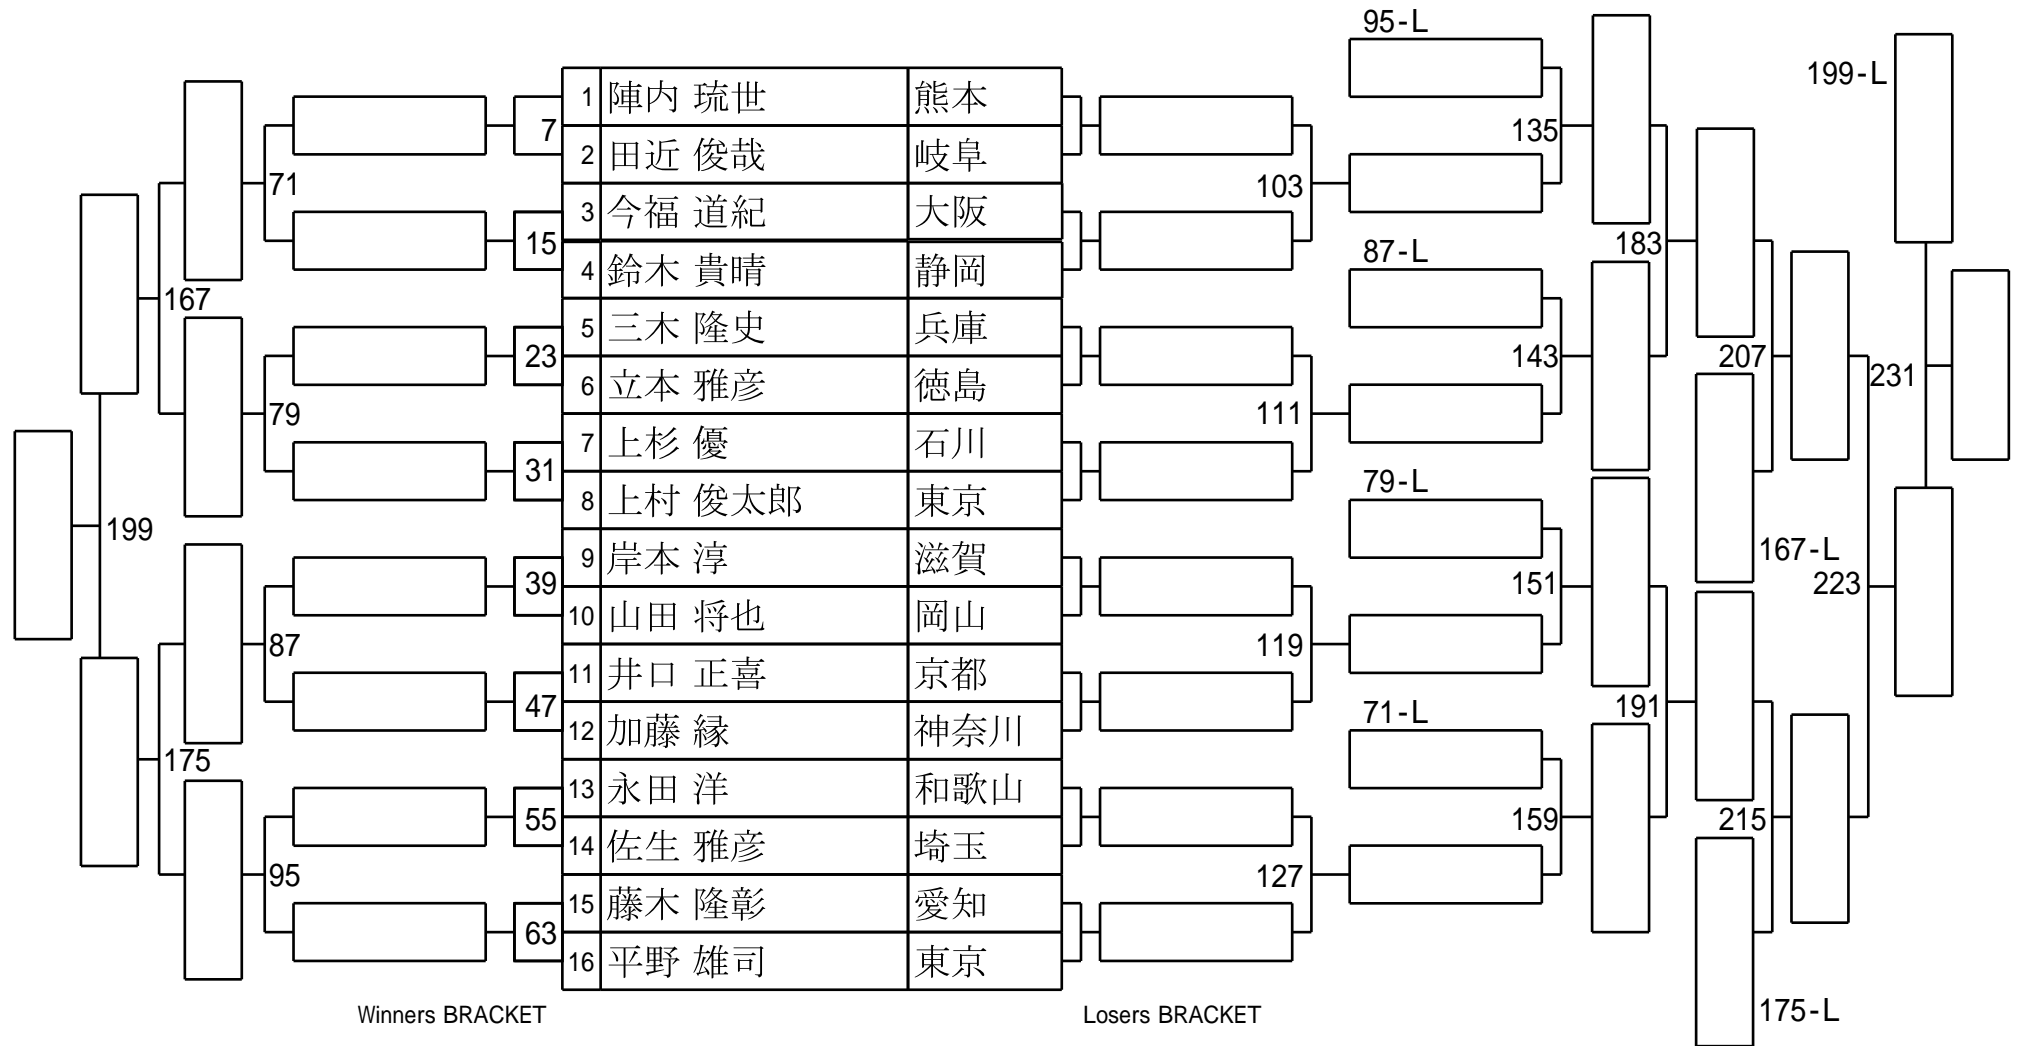 95-L
199-L
1 陣内 琉世 熊本
7 135
2 田近 俊哉 岐阜
71 103
3 今福 道紀 大阪
15 87-L 183
4 鈴木 貴晴 静岡
167
5 三木 隆史 兵庫
23 143 207 231
6 立本 雅彦 徳島
79 111
7 上杉 優 石川
31 79-L
8 上村 俊太郎 東京
199
9 岸本 淳 滋賀 167-L
39 151 223
10 山田 将也 岡山
87 119
11 井口 正喜 京都
47 71-L 191
12 加藤 縁 神奈川
175
13 永田 洋 和歌山
55 159 215
14 佐生 雅彦 埼玉
95 127
15 藤木 隆彰 愛知
63
16 平野 雄司 東京
Winners BRACKET Losers BRACKET 175-L